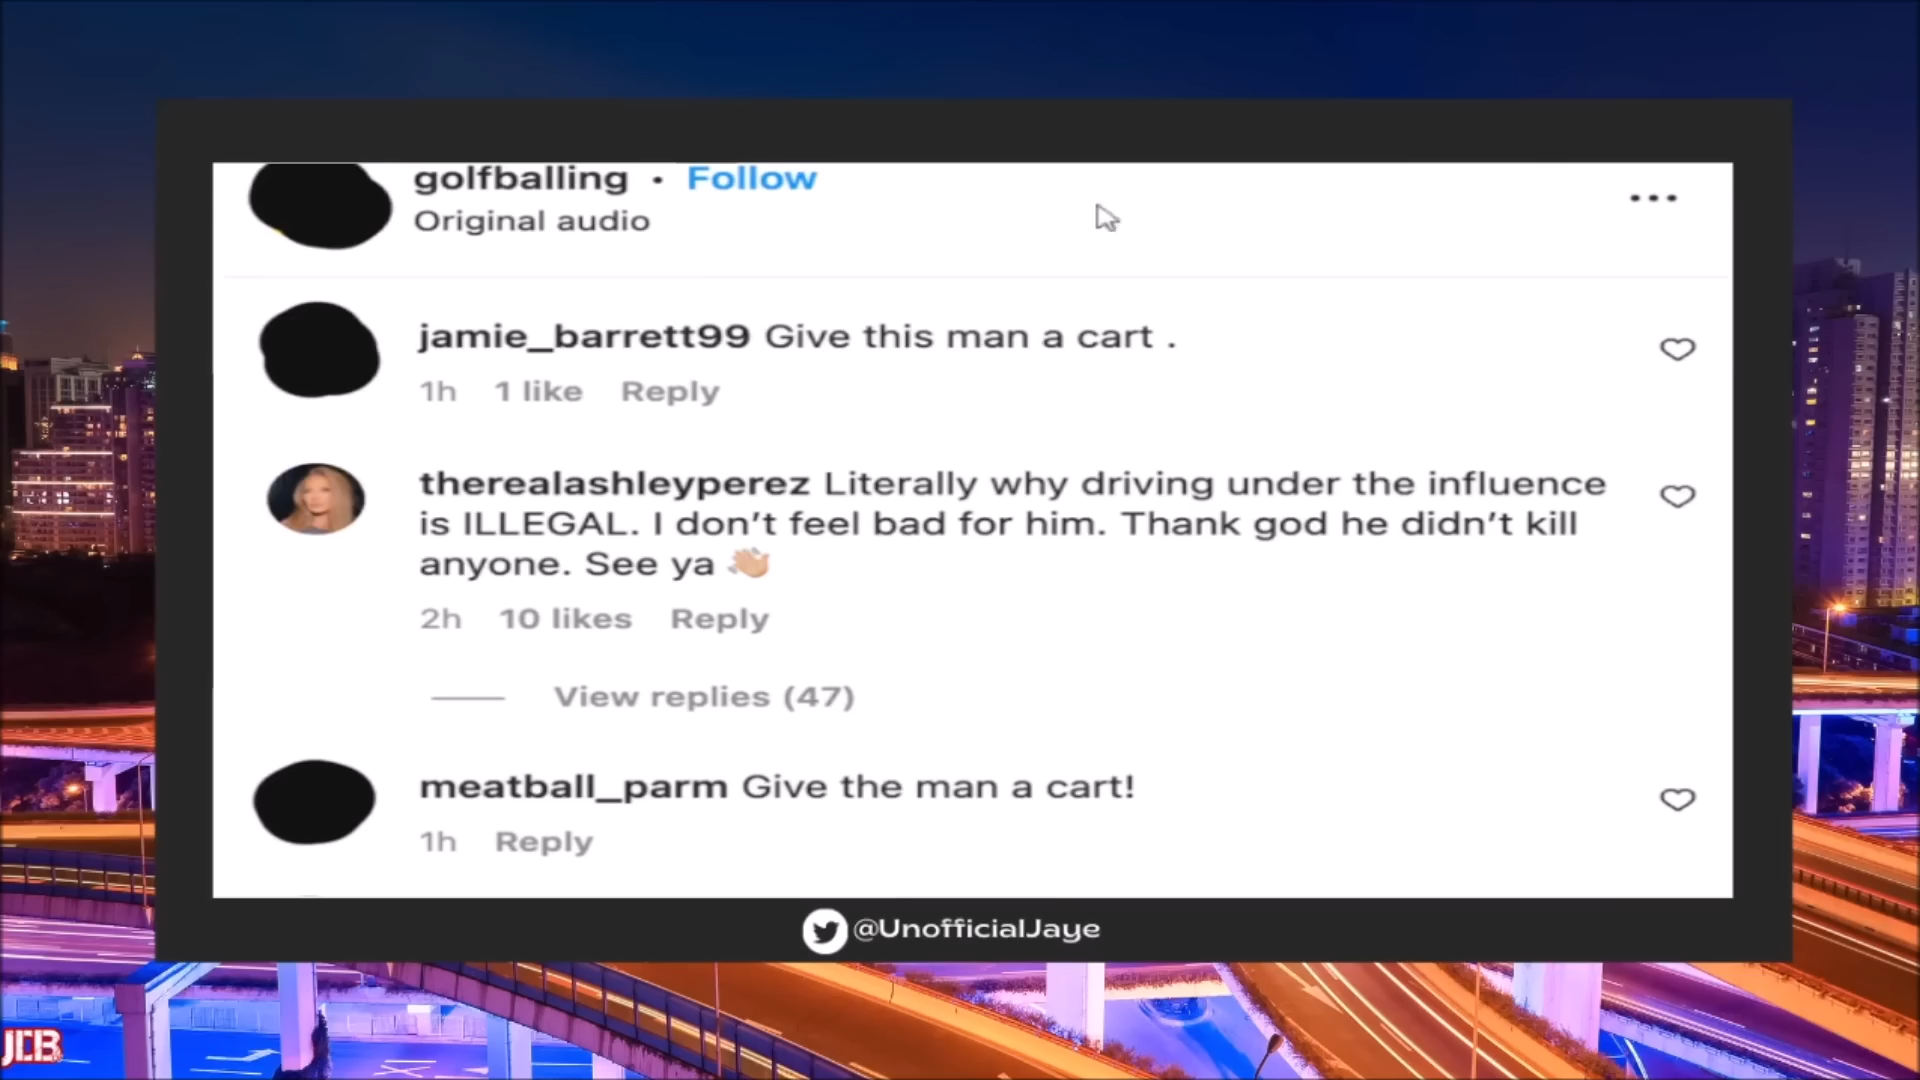 golfballing • Follow
Original audio
jamie_barrett99 Give this man a cart .
1h 1 like Reply
therealashleyperez Literally why driving under the influence
is ILLEGAL. I don't feel bad for him. Thank god he didn't kill
anyone. See ya 👋🏼
2h 10 likes Reply
View replies (47)
meatball_parm Give the man a cart!
1h Reply
@UnofficialJaye
JCB